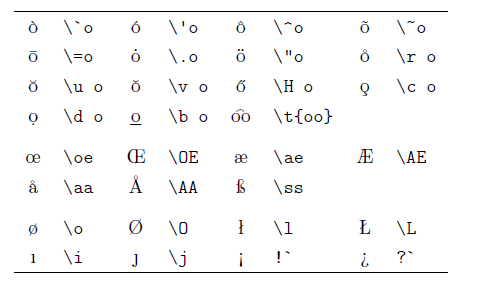 ò \`o ó \'o ô \^o õ \~o
ō \=o ȯ \.o ö \"o o̊ \r o
ŏ \u o ǒ \v o ő \H o o̧ \c o
ọ \d o o̱ \b o o͡o \t{oo}
œ \oe Œ \OE æ \ae Æ \AE
å \aa Å \AA ß \ss
ø \o Ø \O ł \l Ł \L
ı \i ȷ \j ¡ !` ¿ ?`